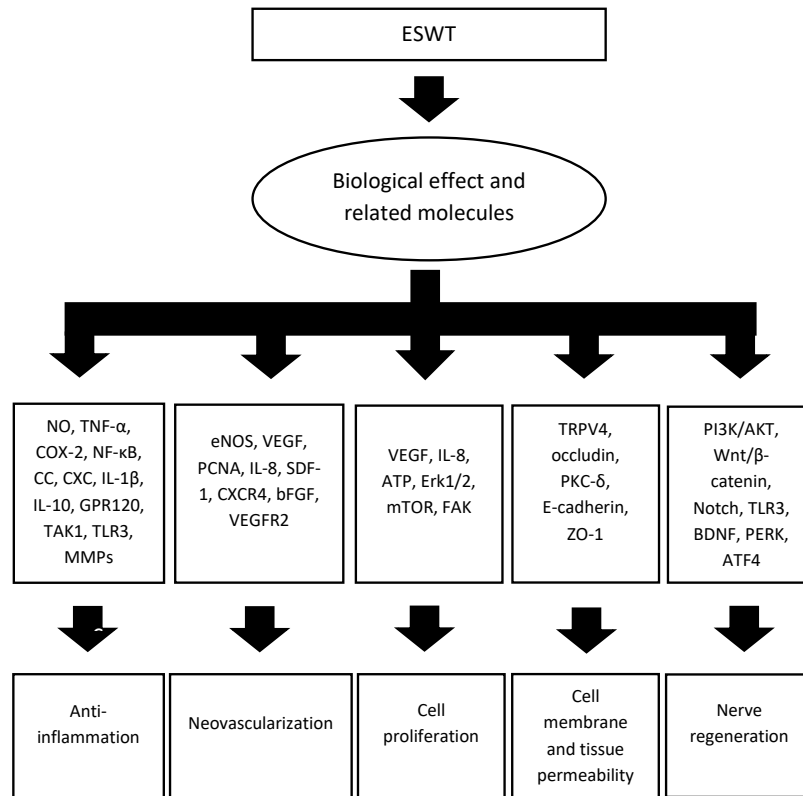 ESWT
Biological effect and
related molecules
NO, TNF-α,
COX-2, NF-κB,
CC, CXC, IL-1β,
IL-10, GPR120,
TAK1, TLR3,
MMPs
eNOS, VEGF,
PCNA, IL-8, SDF-
1, CXCR4, bFGF,
VEGFR2
VEGF, IL-8,
ATP, Erk1/2,
mTOR, FAK
TRPV4,
occludin,
PKC-δ,
E-cadherin,
ZO-1
PI3K/AKT,
Wnt/β-
catenin,
Notch, TLR3,
BDNF, PERK,
ATF4
Anti-
inflammation
Neovascularization
Cell
proliferation
Cell
membrane
and tissue
permeability
Nerve
regeneration